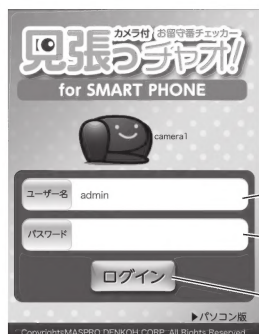 カメラ付 お留守番チェッカー
見張っチャオ!
for SMART PHONE
camera1
ユーザー名 admin
パスワード
ログイン
▶パソコン版
CopyrightsMASPRO DENKOH CORP. All Rights Reserved